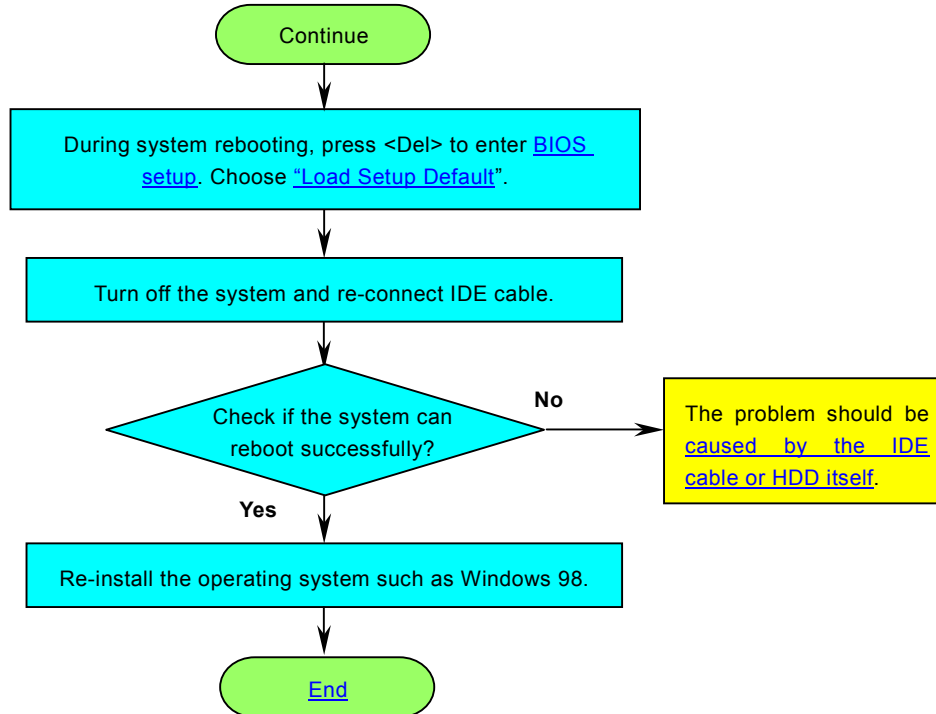 Continue
During system rebooting, press <Del> to enter BIOS
setup. Choose “Load Setup Default”.
Turn off the system and re-connect IDE cable.
Check if the system can
reboot successfully?
No
The problem should be
caused by the IDE
cable or HDD itself.
Yes
Re-install the operating system such as Windows 98.
End